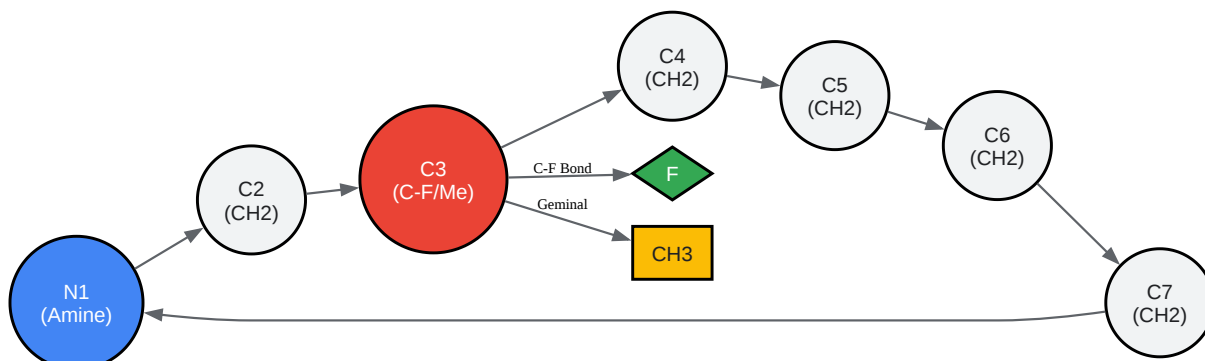 C4
(CH2)
C5
(CH2)
C6
(CH2)
C3
(C-F/Me)
C-F Bond
F
C2
(CH2)
Geminal
CH3
N1
(Amine)
C7
(CH2)